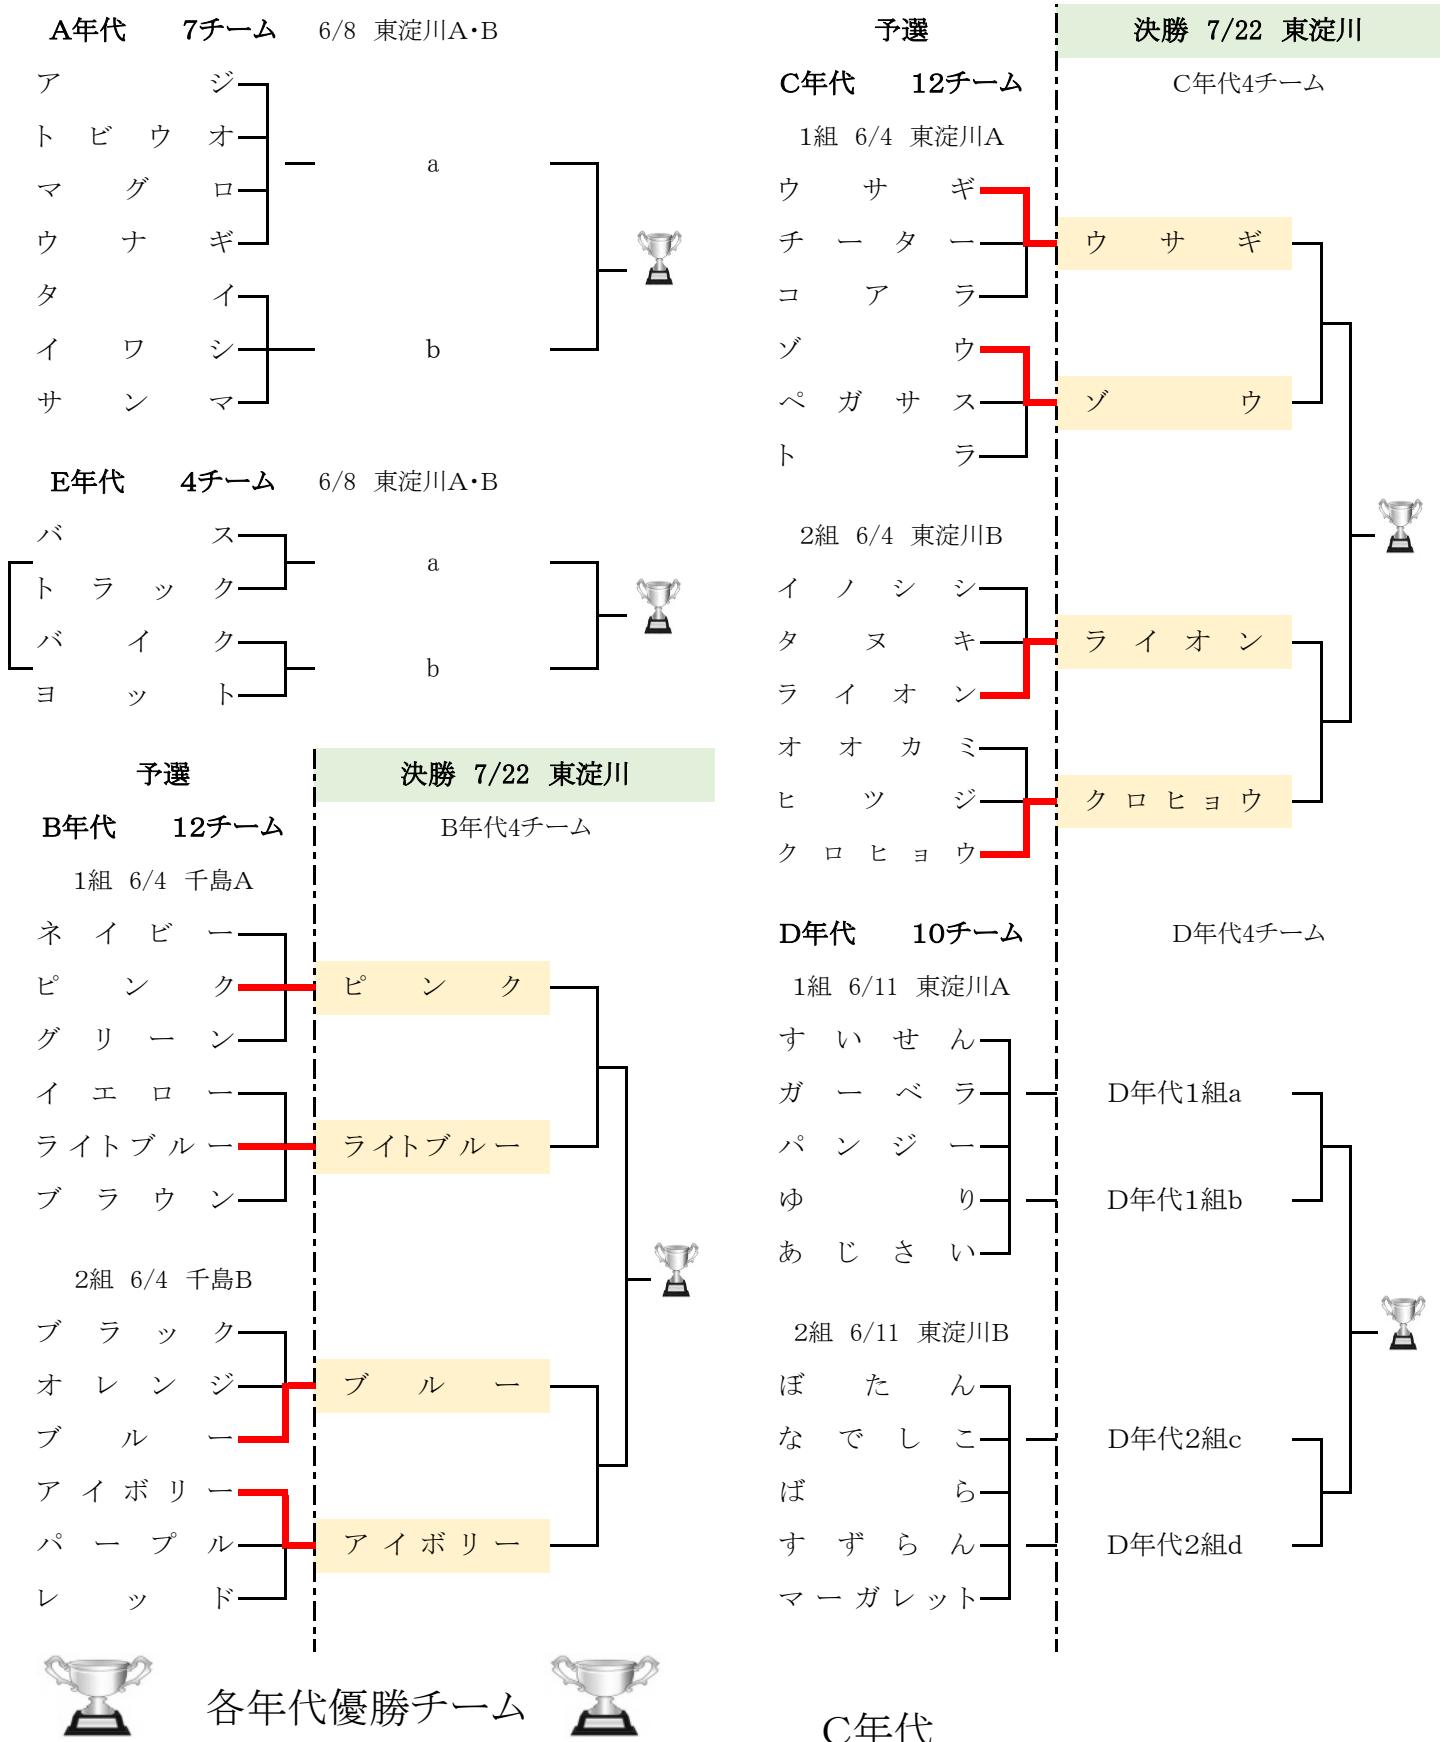 A年代 7チーム 6/8 東淀川A・B
アジ
トビウオ
マグロ
ウナギ
タイ
イワシ
サンマ
a
b
E年代 4チーム 6/8 東淀川A・B
バス
トラック
バイク
ヨット
a
b
予選
決勝 7/22 東淀川
B年代 12チーム
B年代4チーム
1組 6/4 千島A
ネイビー
ピンク
グリーン
イエロー
ライトブルー
ブラウン
ピンク
ライトブルー
2組 6/4 千島B
ブラック
オレンジ
ブルー
アイボリー
パープル
レッド
ブルー
アイボリー
各年代優勝チーム
予選
決勝 7/22 東淀川
C年代 12チーム
C年代4チーム
1組 6/4 東淀川A
ウサギ
チーター
コアラ
ゾウ
ペガサス
トラ
ウサギ
ゾウ
2組 6/4 東淀川B
イノシシ
タヌキ
ライオン
オオカミ
ヒツジ
クロヒョウ
ライオン
クロヒョウ
D年代 10チーム
D年代4チーム
1組 6/11 東淀川A
すいせん
ガーベラ
パンジー
ゆり
あじさい
D年代1組a
D年代1組b
2組 6/11 東淀川B
ぼたん
なでしこ
ばら
すずらん
マーガレット
D年代2組c
D年代2組d
C年代